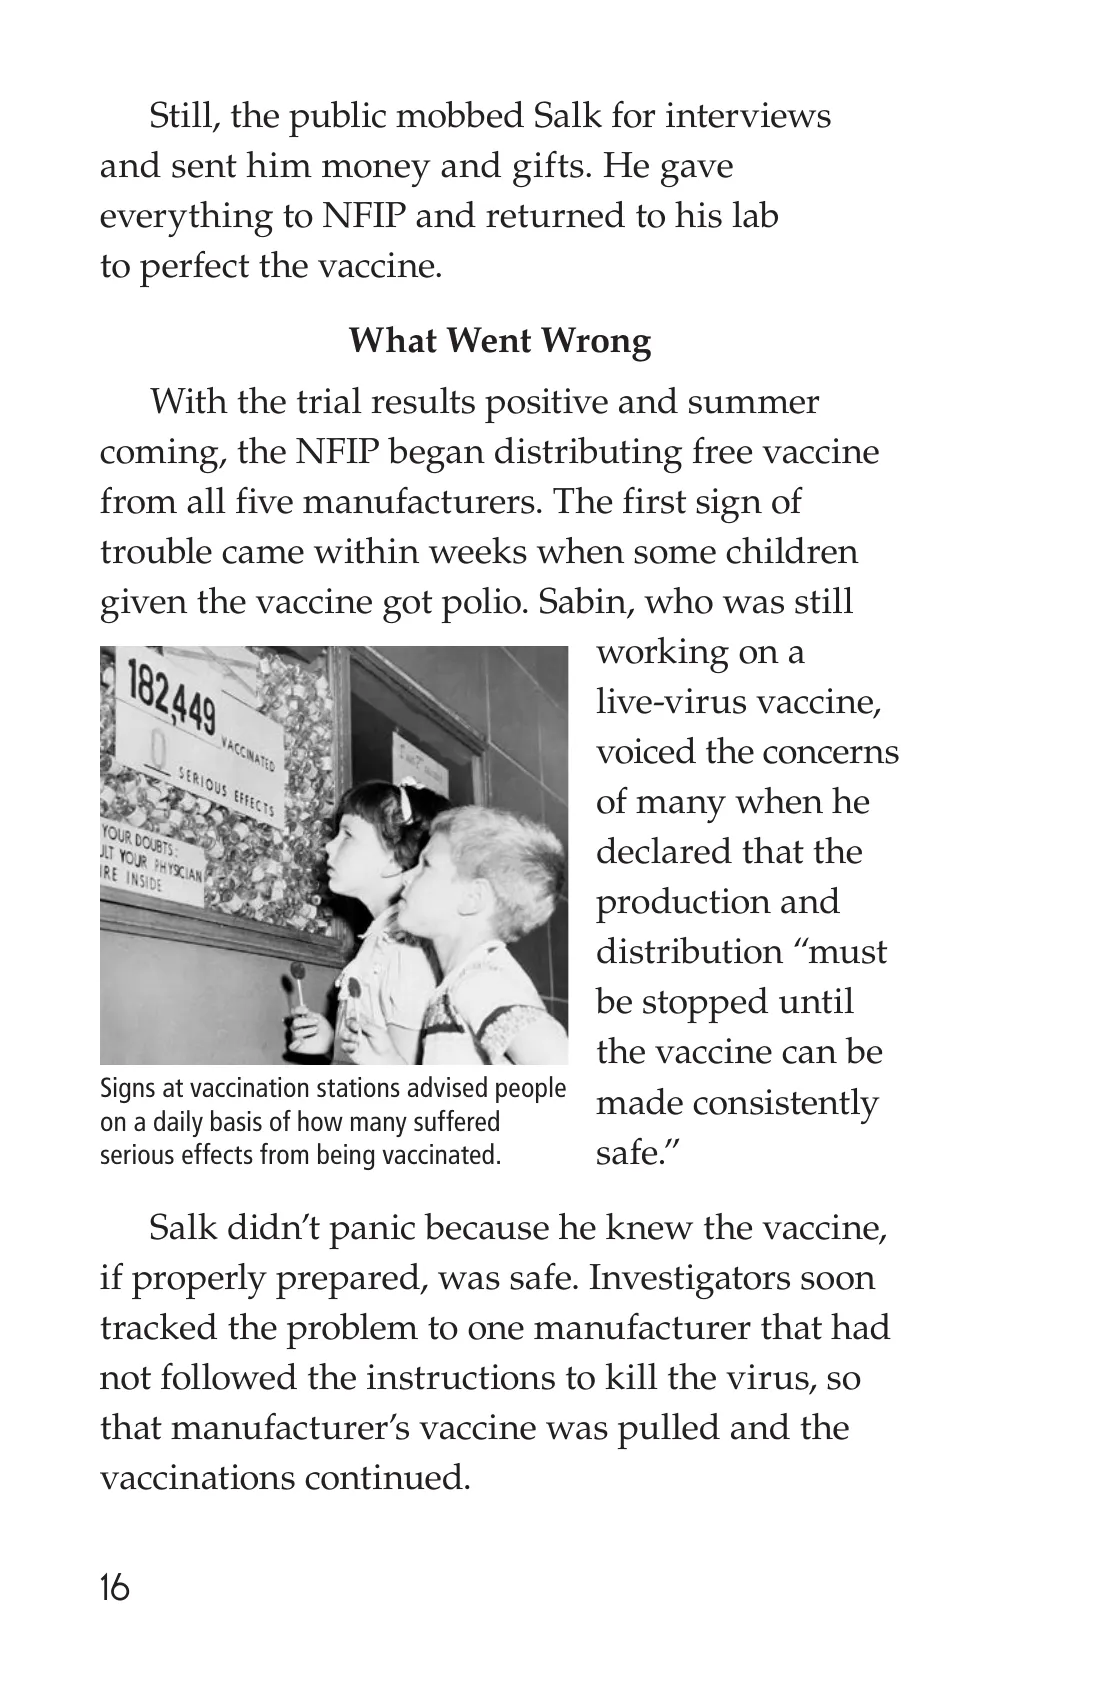 Still, the public mobbed Salk for interviews
and sent him money and gifts. He gave
everything to NFIP and returned to his lab
to perfect the vaccine.
What Went Wrong
With the trial results positive and summer
coming, the NFIP began distributing free vaccine
from all five manufacturers. The first sign of
trouble came within weeks when some children
given the vaccine got polio. Sabin, who was still
working on a
live-virus vaccine,
voiced the concerns
of many when he
declared that the
production and
distribution “must
be stopped until
the vaccine can be
made consistently
safe.”
182,449
VACCINATED
0
SERIOUS EFFECTS
YOUR DOUBTS:
ULT YOUR PHYSICIAN
RE INSIDE
Signs at vaccination stations advised people
on a daily basis of how many suffered
serious effects from being vaccinated.
Salk didn’t panic because he knew the vaccine,
if properly prepared, was safe. Investigators soon
tracked the problem to one manufacturer that had
not followed the instructions to kill the virus, so
that manufacturer’s vaccine was pulled and the
vaccinations continued.
16